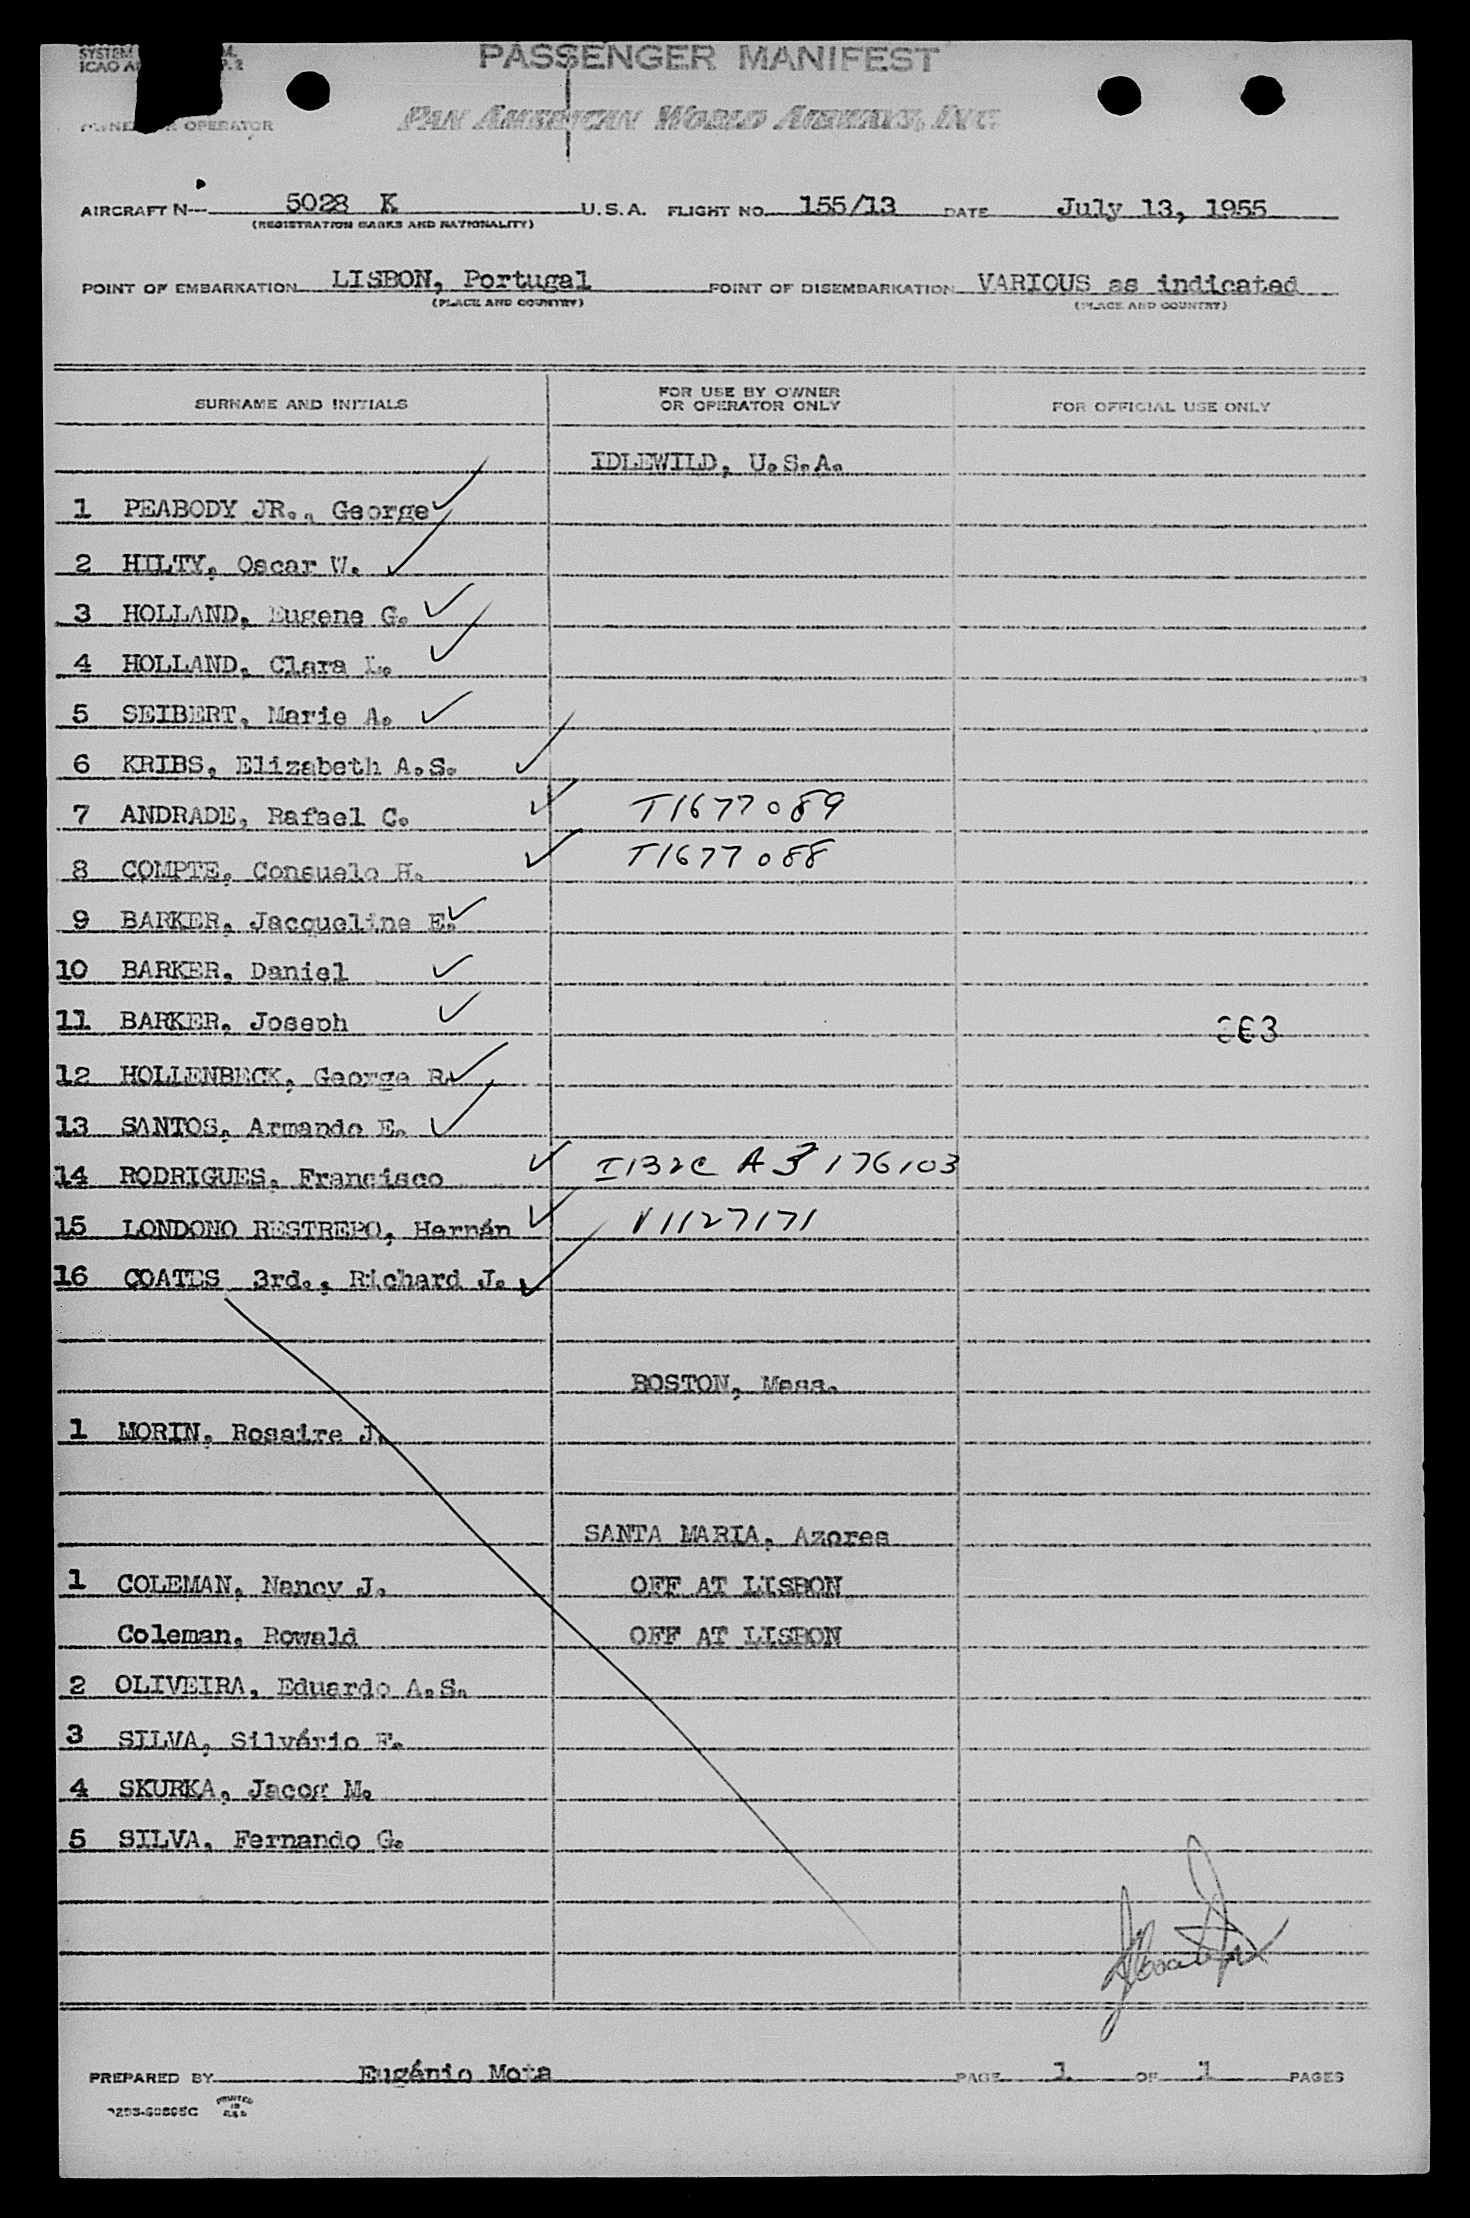 PASSENGER MANIFEST
OPERATOR
PAN AMERICAN WORLD AIRWAYS, INC.
AIRCRAFT N— 5028 K U.S.A. FLIGHT NO. 155/13 DATE July 13, 1955
(REGISTRATION MARKS AND NATIONALITY)
POINT OF EMBARKATION LISBON, Portugal POINT OF DISEMBARKATION VARIOUS as indicated
(PLACE AND COUNTRY) (PLACE AND COUNTRY)
SURNAME AND INITIALS FOR USE BY OWNER OR OPERATOR ONLY FOR OFFICIAL USE ONLY
IDLEWILD, U.S.A.
1 PEABODY JR., George ✓
2 HILTY, Oscar W. ✓
3 HOLLAND, Eugene G. ✓
4 HOLLAND, Clara L. ✓
5 SEIBERT, Marie A. ✓
6 KRIBS, Elizabeth A.S. ✓
7 ANDRADE, Rafael C. ✓ T1677089
8 COMPTE, Consuelo H. ✓ T1677088
9 BARKER, Jacqueline E. ✓
10 BARKER, Daniel ✓
11 BARKER, Joseph ✓
12 HOLLENBECK, George R. ✓
13 SANTOS, Armando E. ✓
14 RODRIGUES, Francisco ✓ I132C A3 176103
15 LONDONO RESTREPO, Hernán ✓ V1127171
16 COATES 3rd., Richard J. ✓
BOSTON, Mass.
1 MORIN, Rosaire J.
SANTA MARIA, Azores
1 COLEMAN, Nancy J. OFF AT LISBON
Coleman, Rowald OFF AT LISBON
2 OLIVEIRA, Eduardo A.S.
3 SILVA, Silvério F.
4 SKURKA, Jacog M.
5 SILVA, Fernando G.
PREPARED BY Eugénio Mota PAGE 1 OF 1 PAGES
PRINTED IN U.S.A.